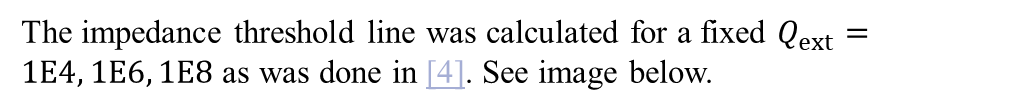 The impedance threshold line was calculated for a fixed Qext =
1E4, 1E6, 1E8 as was done in [4]. See image below.